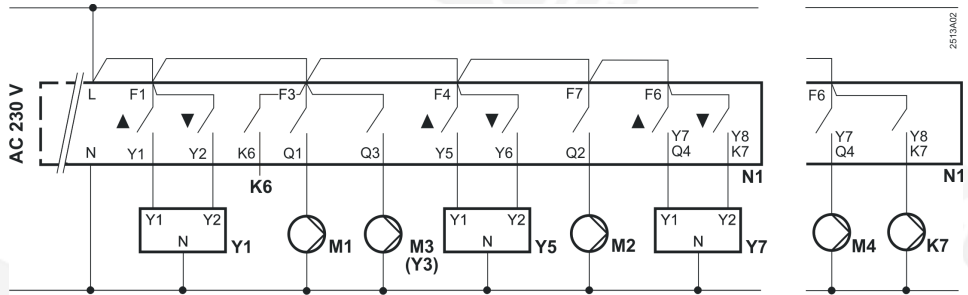 2513A02
AC 230 V
L F1 F3 F4 F7 F6 F6
▲ ▼ ▲ ▼ ▲ ▼
Y7 Y8 Y7 Y8
N Y1 Y2 K6 Q1 Q3 Y5 Y6 Q2 Q4 K7 Q4 K7
K6 N1 N1
Y1 Y2 Y1 Y2 Y1 Y2
N Y1 M1 M3 N Y5 M2 N Y7 M4 K7
(Y3)